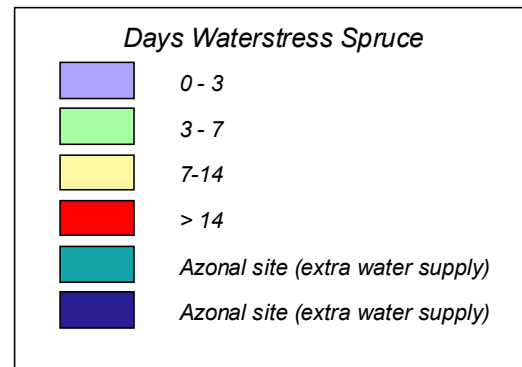 Days Waterstress Spruce
0 - 3
3 - 7
7-14
> 14
Azonal site (extra water supply)
Azonal site (extra water supply)